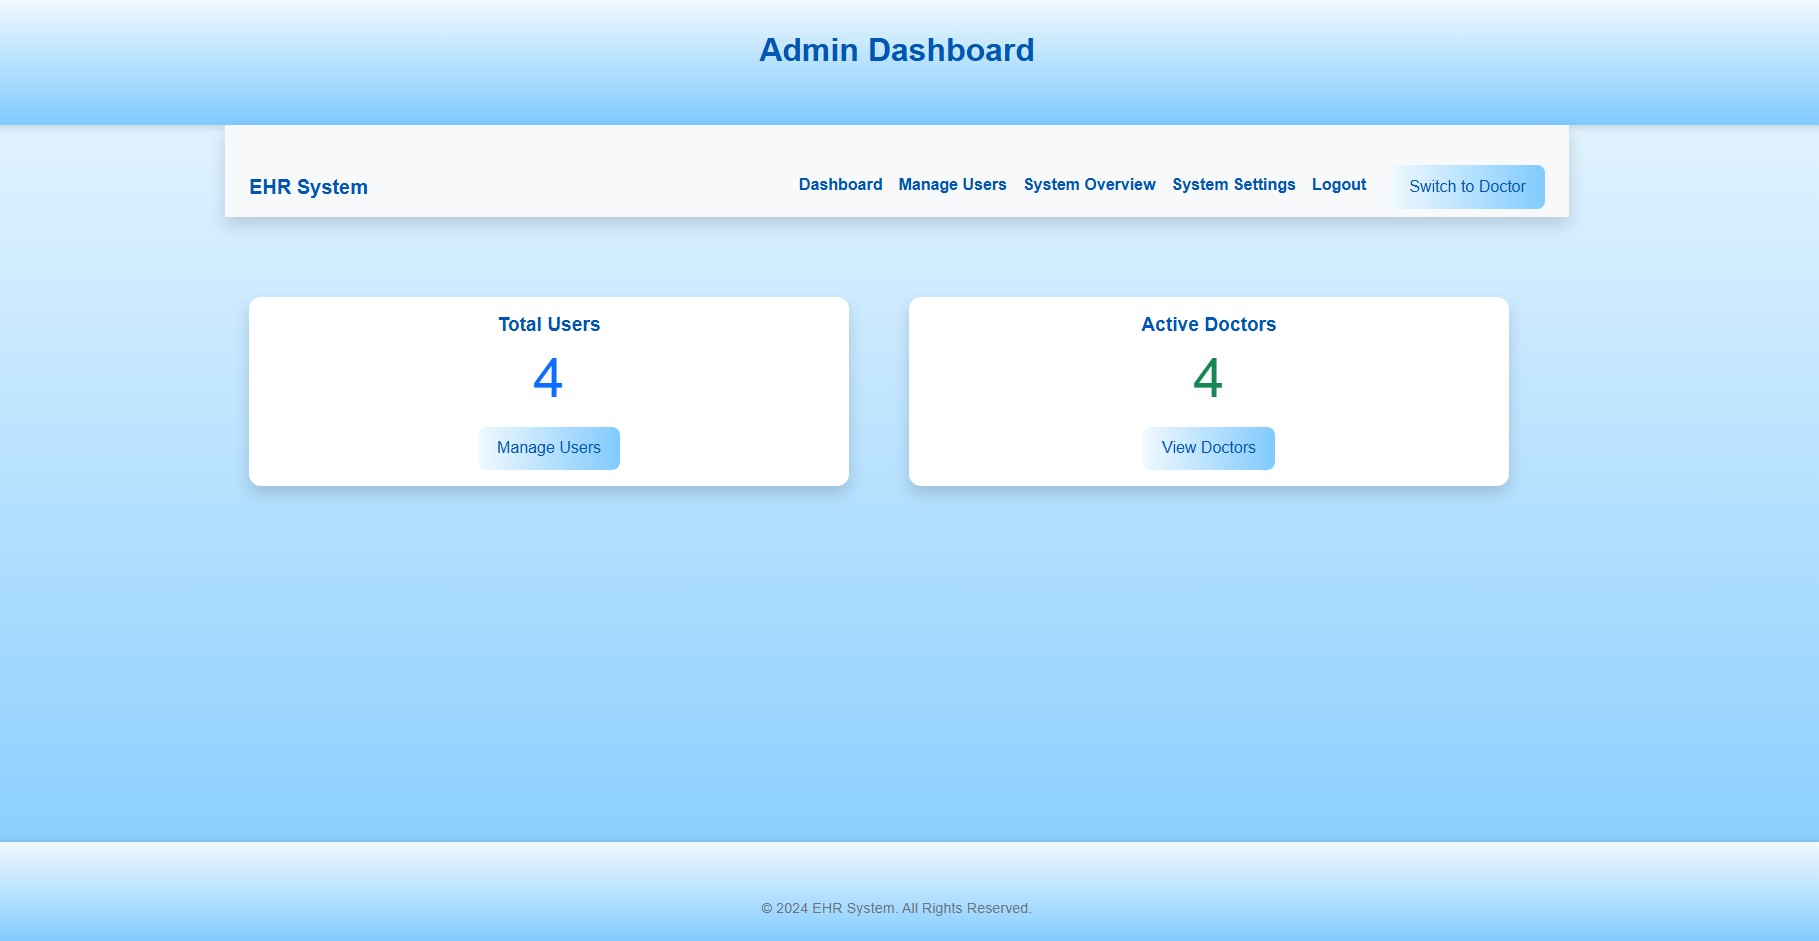 Admin Dashboard
EHR System
Dashboard Manage Users System Overview System Settings Logout Switch to Doctor
Total Users
4
Manage Users
Active Doctors
4
View Doctors
© 2024 EHR System. All Rights Reserved.